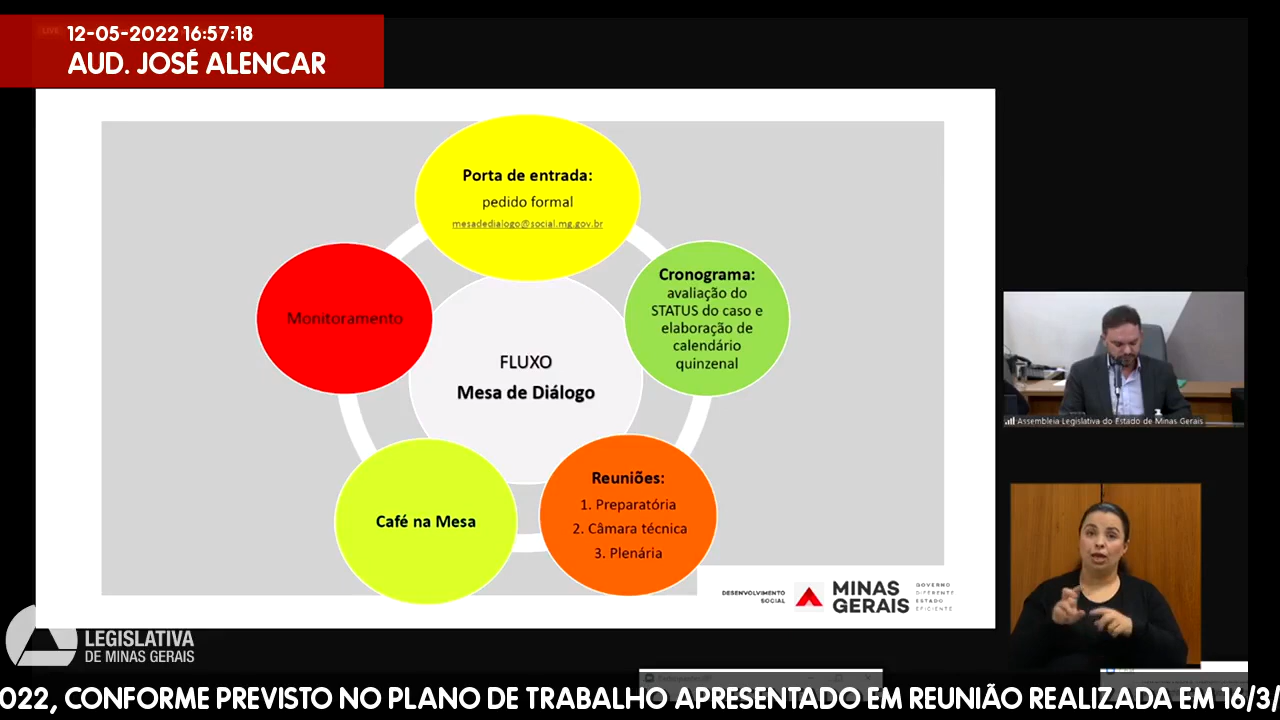 LIVE
12-05-2022 16:57:18
AUD. JOSÉ ALENCAR
Porta de entrada:
pedido formal
mesadedialogo@social.mg.gov.br
Cronograma:
avaliação do
STATUS do caso e
elaboração de
calendário
quinzenal
Monitoramento
FLUXO
Mesa de Diálogo
Reuniões:
1. Preparatória
2. Câmara técnica
3. Plenária
Café na Mesa
DESENVOLVIMENTO
SOCIAL
MINAS
GERAIS
GOVERNO
DIFERENTE
ESTADO
EFICIENTE
Assembleia Legislativa do Estado de Minas Gerais
LEGISLATIVA
DE MINAS GERAIS
022, CONFORME PREVISTO NO PLANO DE TRABALHO APRESENTADO EM REUNIÃO REALIZADA EM 16/3/